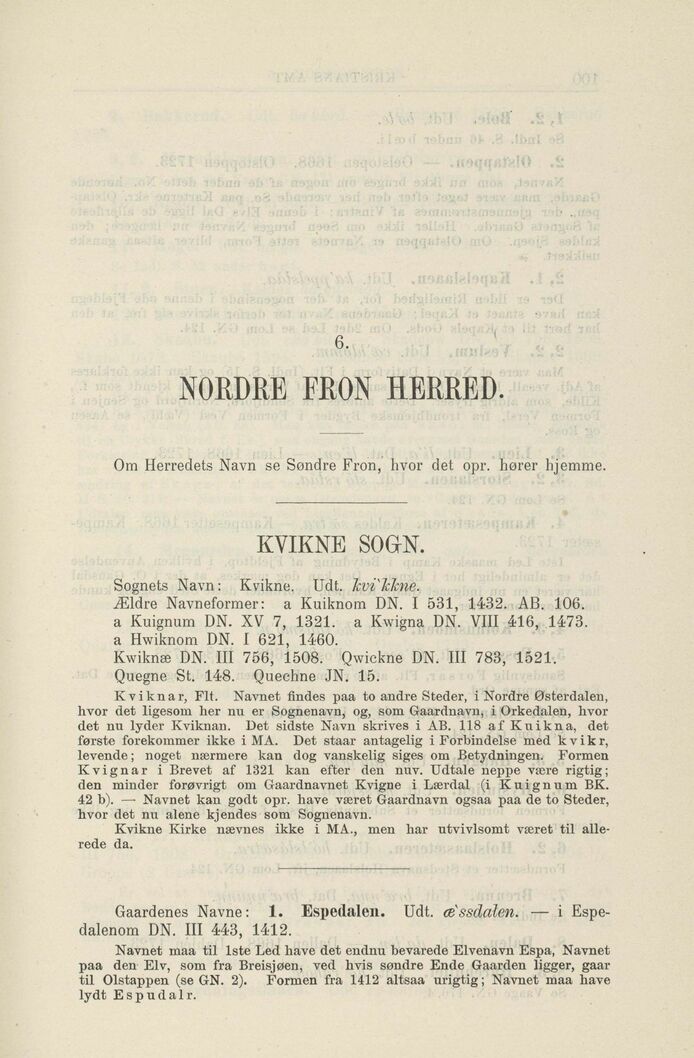 6.
NORDRE FRON HERRED.
Om Herredets Navn se Søndre Fron, hvor det opr. hører hjemme.
KVIKNE SOGN.
Sognets Navn: Kvikne. Udt. kvi`kkne.
Ældre Navneformer: a Kuiknom DN. I 531, 1432. AB. 106.
a Kuignum DN. XV 7, 1321. a Kwigna DN. VIII 416, 1473.
a Hwiknom DN. I 621, 1460.
Kwiknæ DN. III 756, 1508. Qwickne DN. III 783, 1521.
Quegne St. 148. Quechne JN. 15.
Kviknar, Flt. Navnet findes paa to andre Steder, i Nordre Østerdalen,
hvor det ligesom her nu er Sognenavn, og, som Gaardnavn, i Orkedalen, hvor
det nu lyder Kviknan. Det sidste Navn skrives i AB. 118 af Kuikna, det
første forekommer ikke i MA. Det staar antagelig i Forbindelse med kvikr,
levende; noget nærmere kan dog vanskelig siges om Betydningen. Formen
Kvignar i Brevet af 1321 kan efter den nuv. Udtale neppe være rigtig;
den minder forøvrigt om Gaardnavnet Kvigne i Lærdal (i Kuignum BK.
42 b). — Navnet kan godt opr. have været Gaardnavn ogsaa paa de to Steder,
hvor det nu alene kjendes som Sognenavn.
Kvikne Kirke nævnes ikke i MA., men har utvivlsomt været til alle-
rede da.
Gaardenes Navne: 1. Espedalen. Udt. æ`ssdalen. — i Espe-
dalenom DN. III 443, 1412.
Navnet maa til 1ste Led have det endnu bevarede Elvenavn Espa, Navnet
paa den Elv, som fra Breisjøen, ved hvis søndre Ende Gaarden ligger, gaar
til Olstappen (se GN. 2). Formen fra 1412 altsaa urigtig; Navnet maa have
lydt Espudalr.